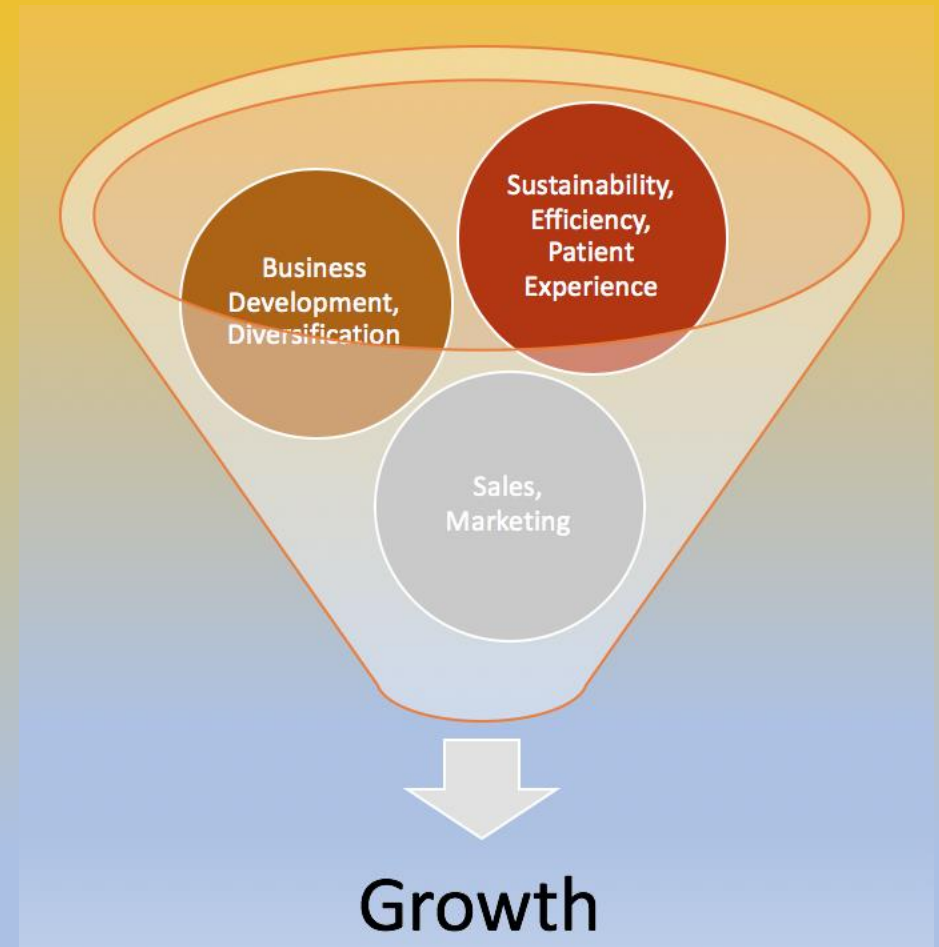 Sustainability,
Efficiency,
Patient
Experience
Business
Development,
Diversification
Sales,
Marketing
Growth